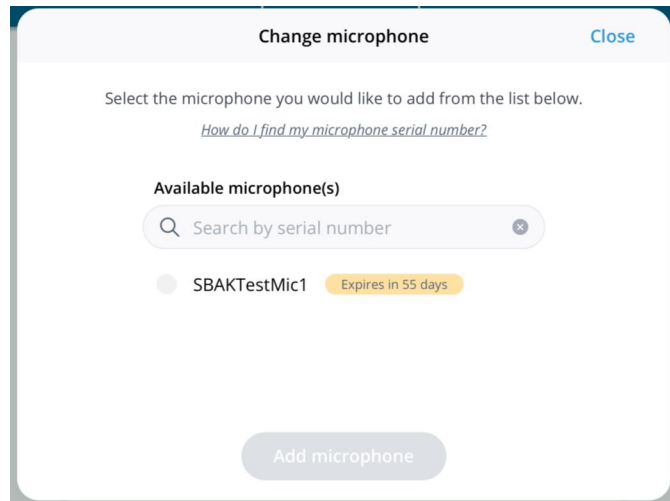 Change microphone
Close
Select the microphone you would like to add from the list below.
How do I find my microphone serial number?
Available microphone(s)
Search by serial number
SBAKTestMic1 Expires in 55 days
Add microphone